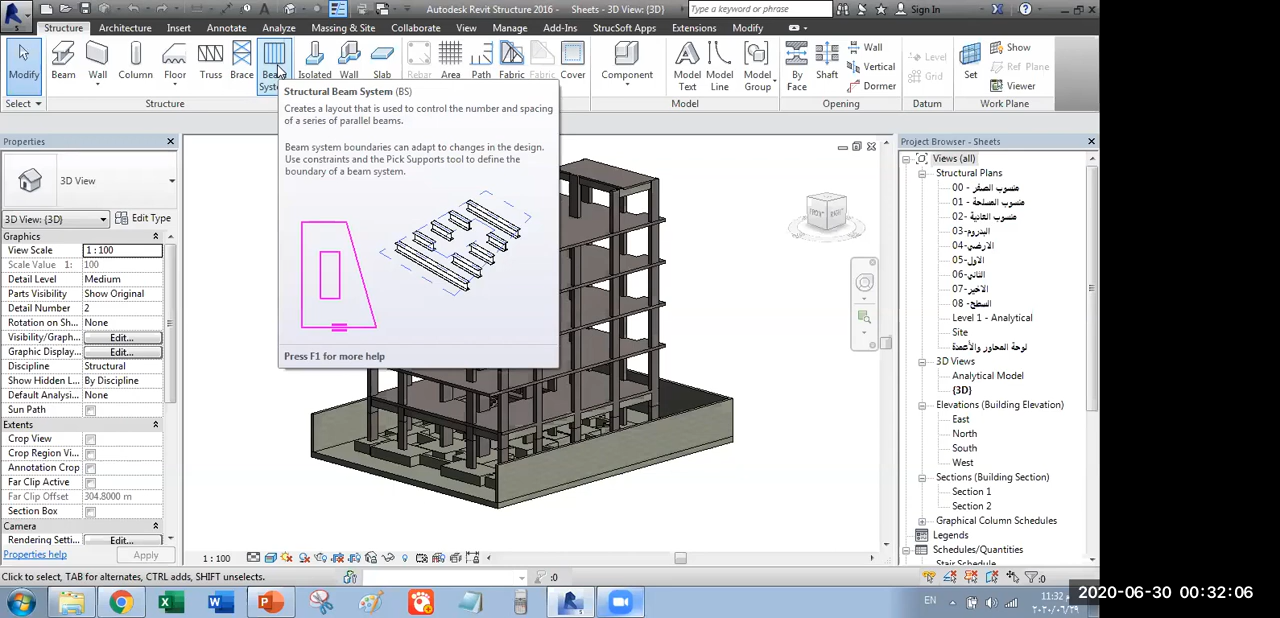 Autodesk Revit Structure 2016 - Sheets - 3D View: {3D}
Type a keyword or phrase
Sign In
Structure Architecture Insert Annotate Analyze Massing & Site Collaborate View Manage Add-Ins StrucSoft Apps Extensions Modify
Modify Beam Wall Column Floor Truss Brace Beam Isolated Wall Slab Rebar Area Path Fabric Fabric Cover Component Model Model Model By Shaft Wall Level Set Show
Text Line Group Face Vertical Grid Ref Plane
Dormer Viewer
Select Structure Model Opening Datum Work Plane
Structural Beam System (BS)
Creates a layout that is used to control the number and spacing
of a series of parallel beams.
Beam system boundaries can adapt to changes in the design.
Use constraints and the Pick Supports tool to define the
boundary of a beam system.
Press F1 for more help
Properties
3D View
3D View: {3D} Edit Type
Graphics
View Scale 1 : 100
Scale Value 1: 100
Detail Level Medium
Parts Visibility Show Original
Detail Number 2
Rotation on Sh... None
Visibility/Graph... Edit...
Graphic Display... Edit...
Discipline Structural
Show Hidden L... By Discipline
Default Analysi... None
Sun Path
Extents
Crop View
Crop Region Vi...
Annotation Crop
Far Clip Active
Far Clip Offset 304.8000 m
Section Box
Camera
Rendering Setti... Edit...
Properties help Apply
FRONT RIGHT
Project Browser - Sheets
Views (all)
Structural Plans
00 - منسوب الصفر
01 - منسوب المسلحة
02- منسوب العادية
03-البدروم
04-الارضي
05-الاول
06-الثاني
07-الاخير
08 -السطح
Level 1 - Analytical
Site
لوحة المحاور والأعمدة
3D Views
Analytical Model
{3D}
Elevations (Building Elevation)
East
North
South
West
Sections (Building Section)
Section 1
Section 2
Graphical Column Schedules
Legends
Schedules/Quantities
1 : 100
Click to select, TAB for alternates, CTRL adds, SHIFT unselects.
:0
:0
EN
11:32
2020-06-30 00:32:06